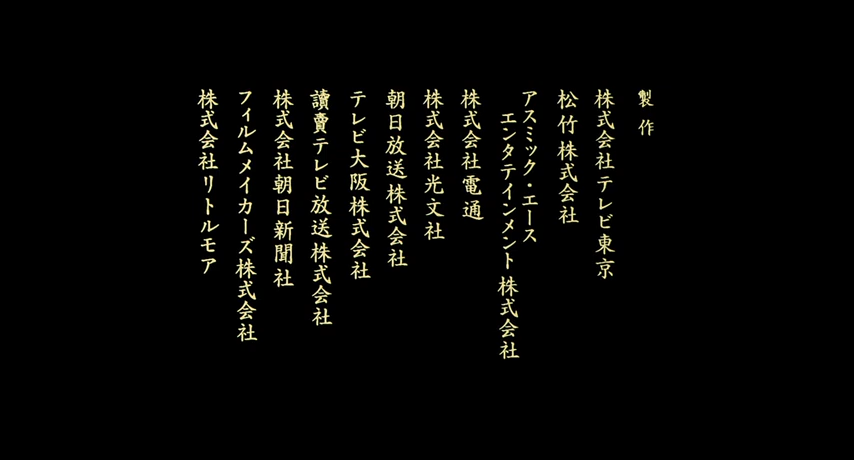 製作
株式会社テレビ東京
松竹株式会社
アスミック・エース
エンタテインメント株式会社
株式会社電通
株式会社光文社
朝日放送株式会社
テレビ大阪株式会社
讀賣テレビ放送株式会社
株式会社朝日新聞社
フィルムメイカーズ株式会社
株式会社リトルモア